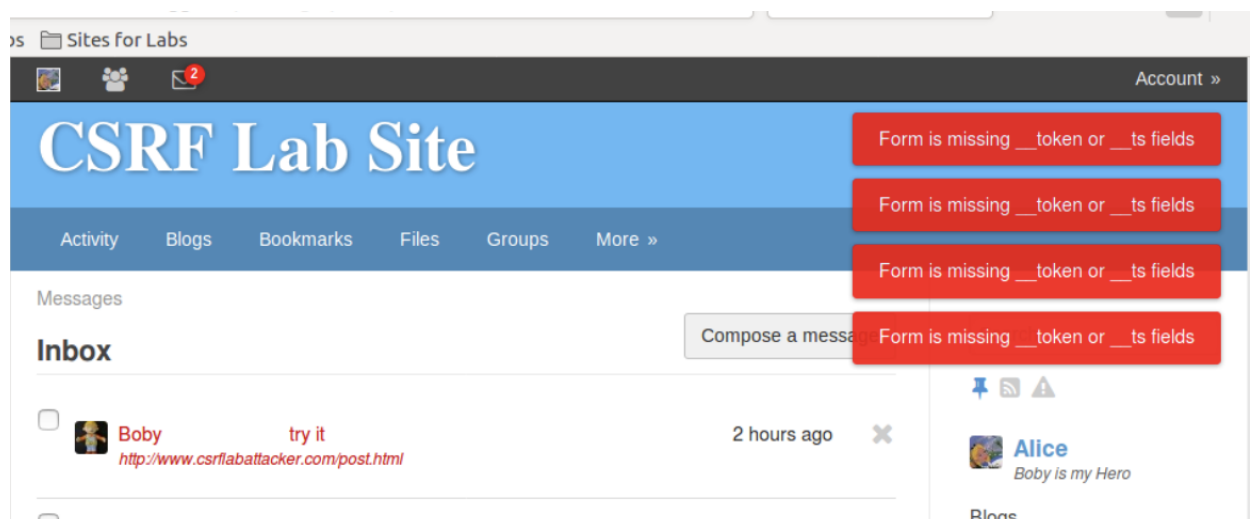 Sites for Labs
2
Account »
CSRF Lab Site
Form is missing __token or __ts fields
Form is missing __token or __ts fields
Activity Blogs Bookmarks Files Groups More »
Form is missing __token or __ts fields
Messages
Inbox
Compose a message
Form is missing __token or __ts fields
Boby try it 2 hours ago
http://www.csrflabattacker.com/post.html
Alice
Boby is my Hero
Blogs